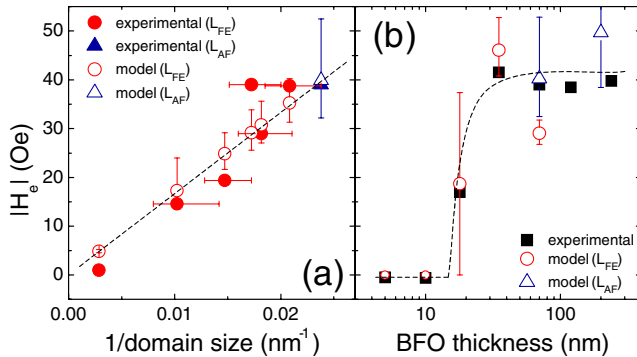 (a)
experimental (L_FE)
experimental (L_AF)
model (L_FE)
model (L_AF)
|H_e| (Oe)
50
40
30
20
10
0
0.00 0.01 0.02
1/domain size (nm⁻¹)
(b)
experimental
model (L_FE)
model (L_AF)
10 100
BFO thickness (nm)